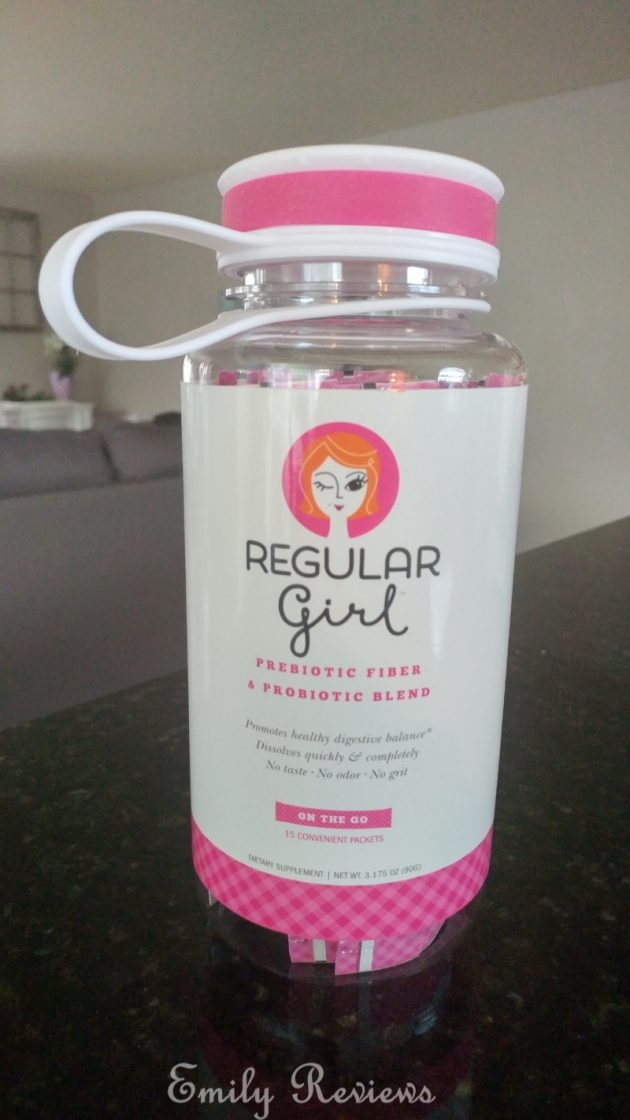 REGULAR
Girl™
PREBIOTIC FIBER
& PROBIOTIC BLEND
Promotes healthy digestive balance*
Dissolves quickly & completely
No taste · No odor · No grit
ON THE GO
15 CONVENIENT PACKETS
DIETARY SUPPLEMENT | NET WT. 3.175 OZ (90G)
Emily Reviews